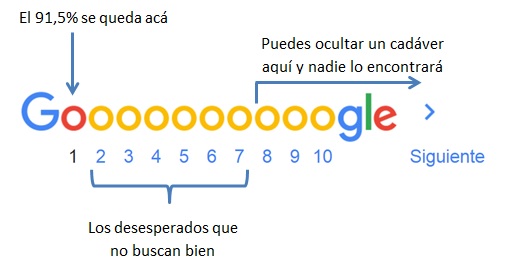 El 91,5% se queda acá
Puedes ocultar un cadáver
aquí y nadie lo encontrará
Goooooooooogle >
1 2 3 4 5 6 7 8 9 10 Siguiente
Los desesperados que
no buscan bien